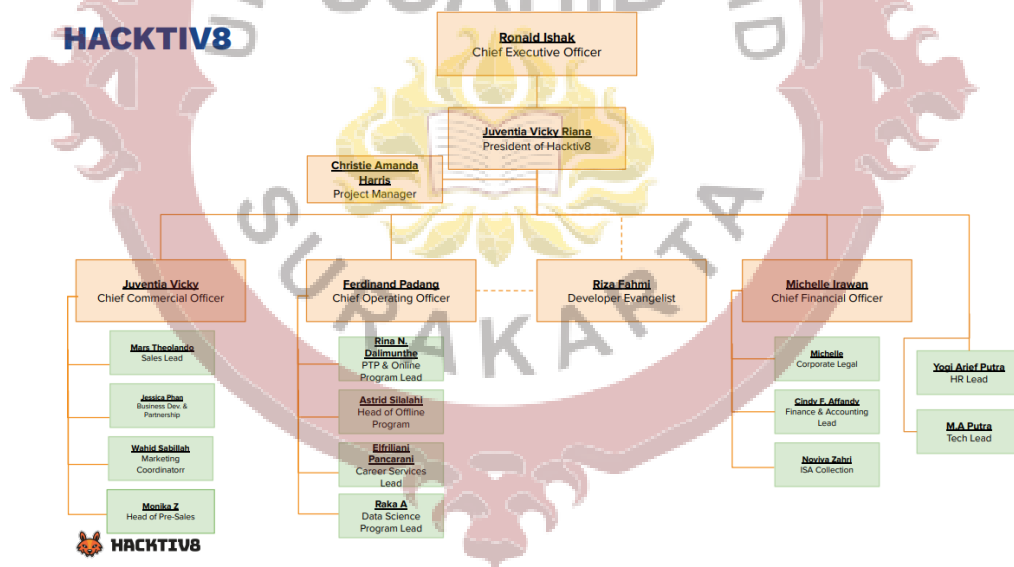 HACKTIV8
Ronald Ishak
Chief Executive Officer
Juventia Vicky Riana
President of Hacktiv8
Christie Amanda
Harris
Project Manager
Juventia Vicky
Chief Commercial Officer
Ferdinand Padang
Chief Operating Officer
Riza Fahmi
Developer Evangelist
Michelle Irawan
Chief Financial Officer
Mars Theolando
Sales Lead
Jessica Phan
Business Dev. &
Partnership
Wahid Sabillah
Marketing
Coordinatorr
Monika Z
Head of Pre-Sales
Rina N.
Dalimunthe
PTP & Online
Program Lead
Astrid Silalahi
Head of Offline
Program
Elfriliani
Pancarani
Career Services
Lead
Raka A
Data Science
Program Lead
Michelle
Corporate Legal
Cindy F. Affandy
Finance & Accounting
Lead
Noviva Zahri
ISA Collection
Yogi Arief Putra
HR Lead
M.A Putra
Tech Lead
HACKTIV8
SURAKARTA